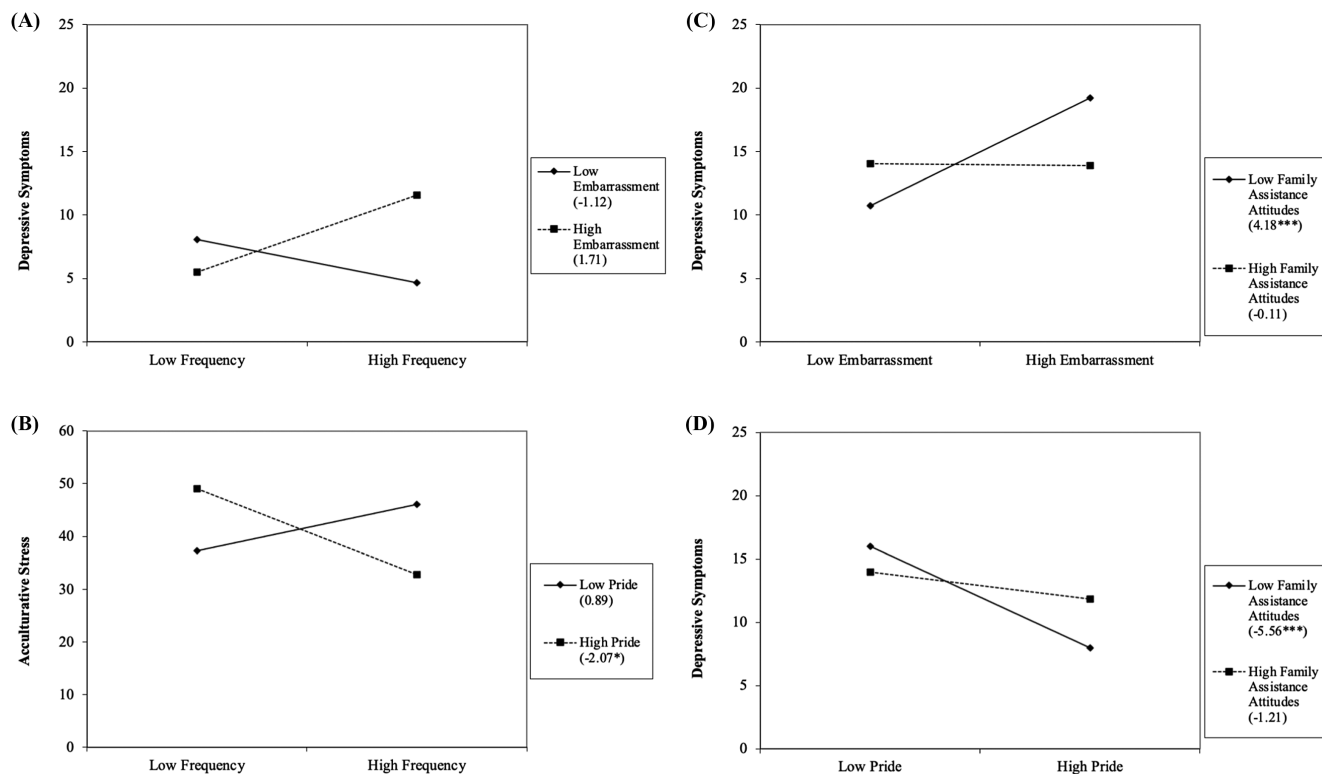 (A)
25
20
15
10
5
0
Depressive Symptoms
Low Frequency High Frequency
Low
Embarrassment
(-1.12)
High
Embarrassment
(1.71)
(C)
25
20
15
10
5
0
Depressive Symptoms
Low Embarrassment High Embarrassment
Low Family
Assistance
Attitudes
(4.18***)
High Family
Assistance
Attitudes
(-0.11)
(B)
60
50
40
30
20
10
0
Acculturative Stress
Low Frequency High Frequency
Low Pride
(0.89)
High Pride
(-2.07*)
(D)
25
20
15
10
5
0
Depressive Symptoms
Low Pride High Pride
Low Family
Assistance
Attitudes
(-5.56***)
High Family
Assistance
Attitudes
(-1.21)